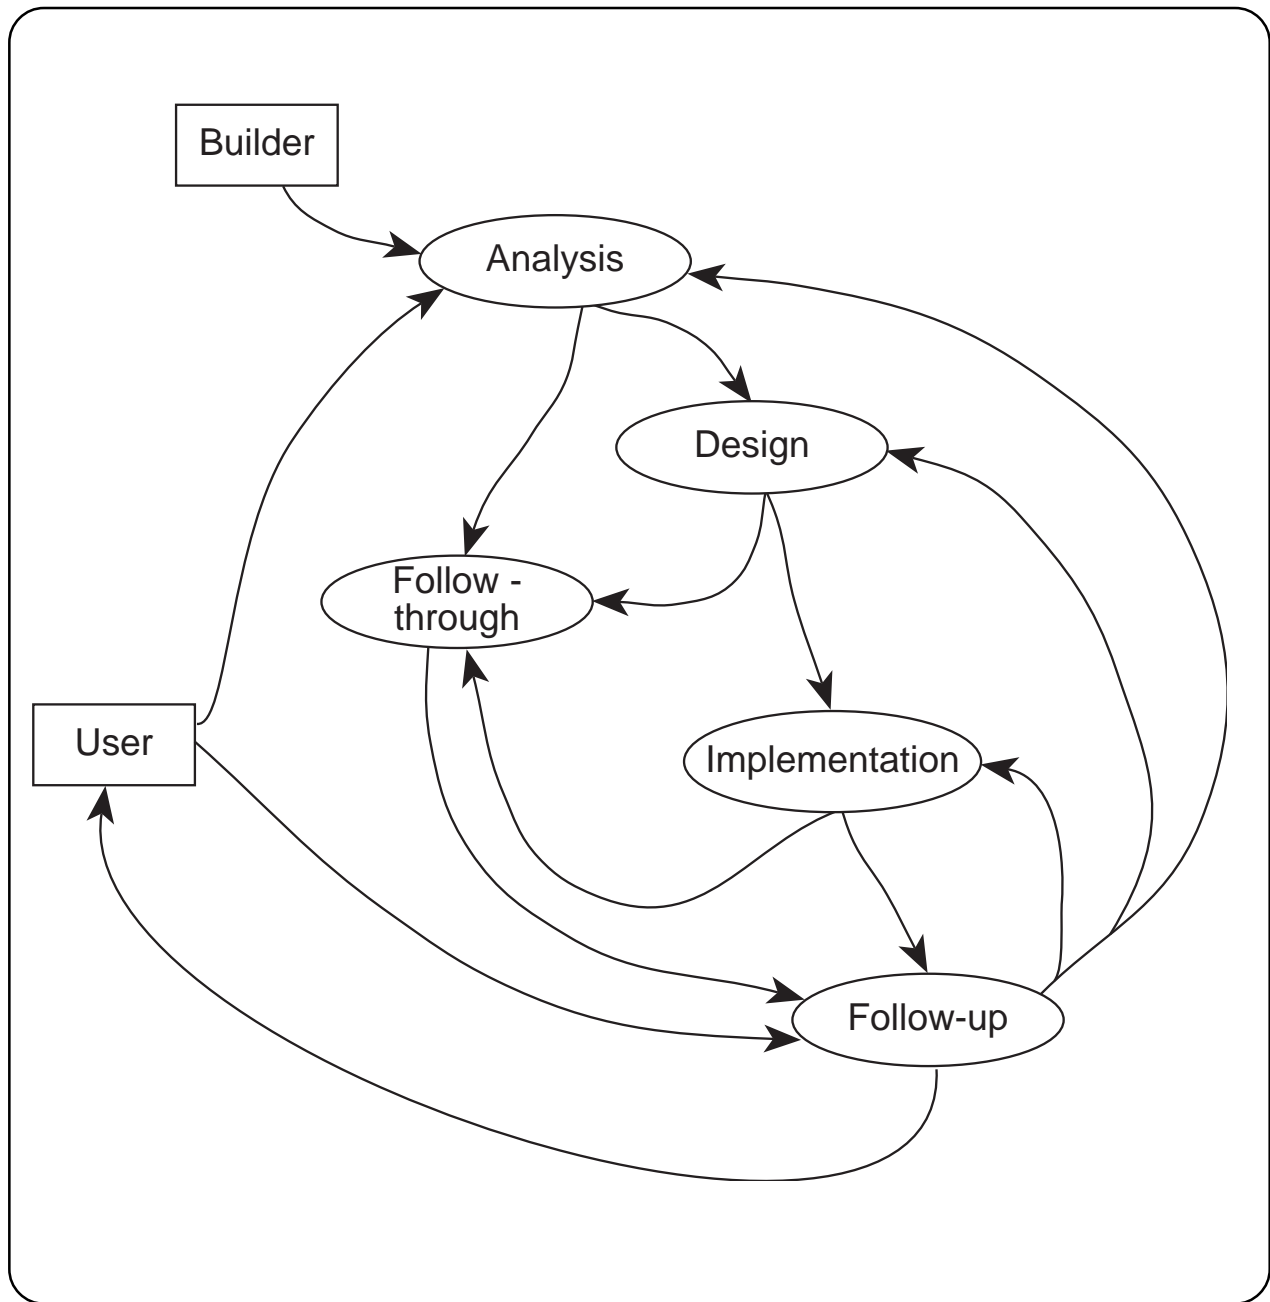 Builder
Analysis
Design
Follow -
through
User
Implementation
Follow-up